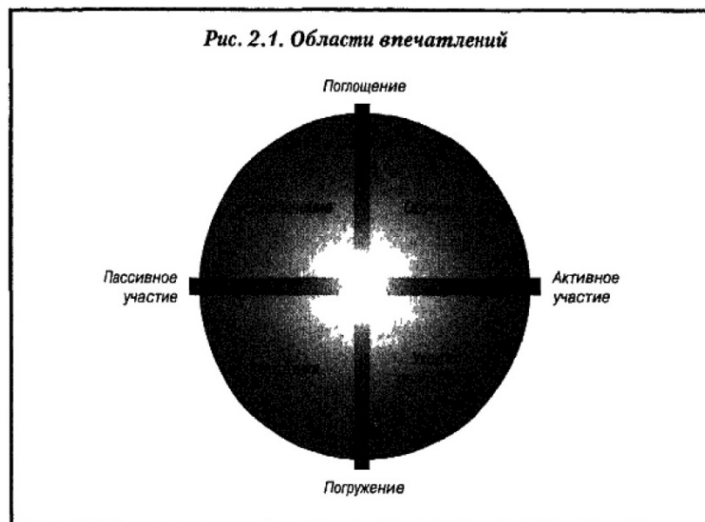 Рис. 2.1. Области впечатлений
Поглощение
Пассивное
участие
Активное
участие
Погружение